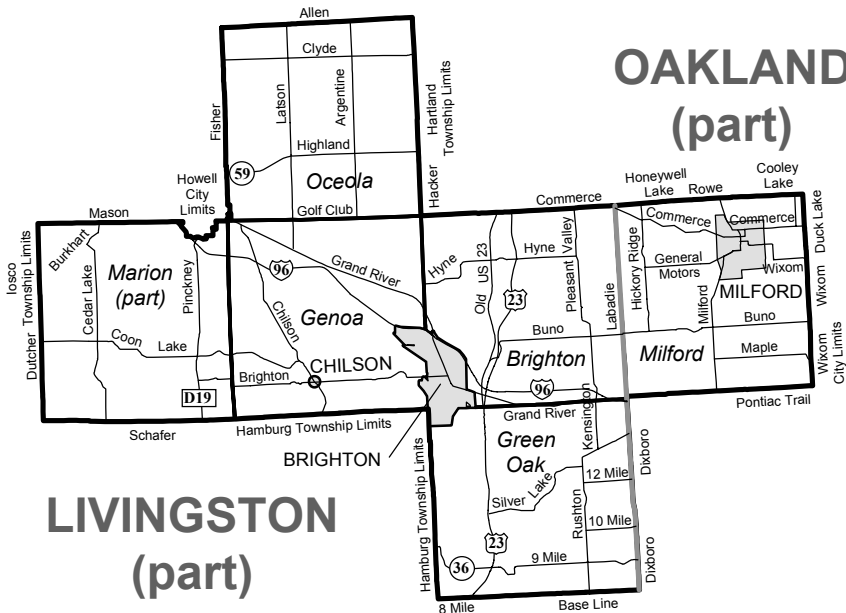 Allen
Clyde
OAKLAND
(part)
Fisher
Latson
Argentine
Hartland
Township Limits
Highland
59
Oceola
Hacker
Howell
City
Limits
Golf Club
Commerce
Honeywell
Lake
Rowe
Cooley
Lake
Mason
Iosco
Dutcher Township Limits
Burkhart
Cedar Lake
Marion
(part)
Pinckney
96
Grand River
Chilson
Genoa
Hyne
Old US 23
23
Hyne
Pleasant Valley
Labadie
Hickory Ridge
Commerce
Commerce
General
Motors
Wixom
Milford
MILFORD
Duck Lake
Wixom
Wixom
City Limits
Buno
Buno
Coon
Lake
Brighton
CHILSON
Brighton
Milford
Maple
D19
96
Schafer
Hamburg Township Limits
Grand River
Pontiac Trail
BRIGHTON
Green
Oak
Kensington
Dixboro
Hamburg Township Limits
12 Mile
Silver Lake
Rushton
10 Mile
LIVINGSTON
(part)
23
36
9 Mile
Dixboro
8 Mile
Base Line